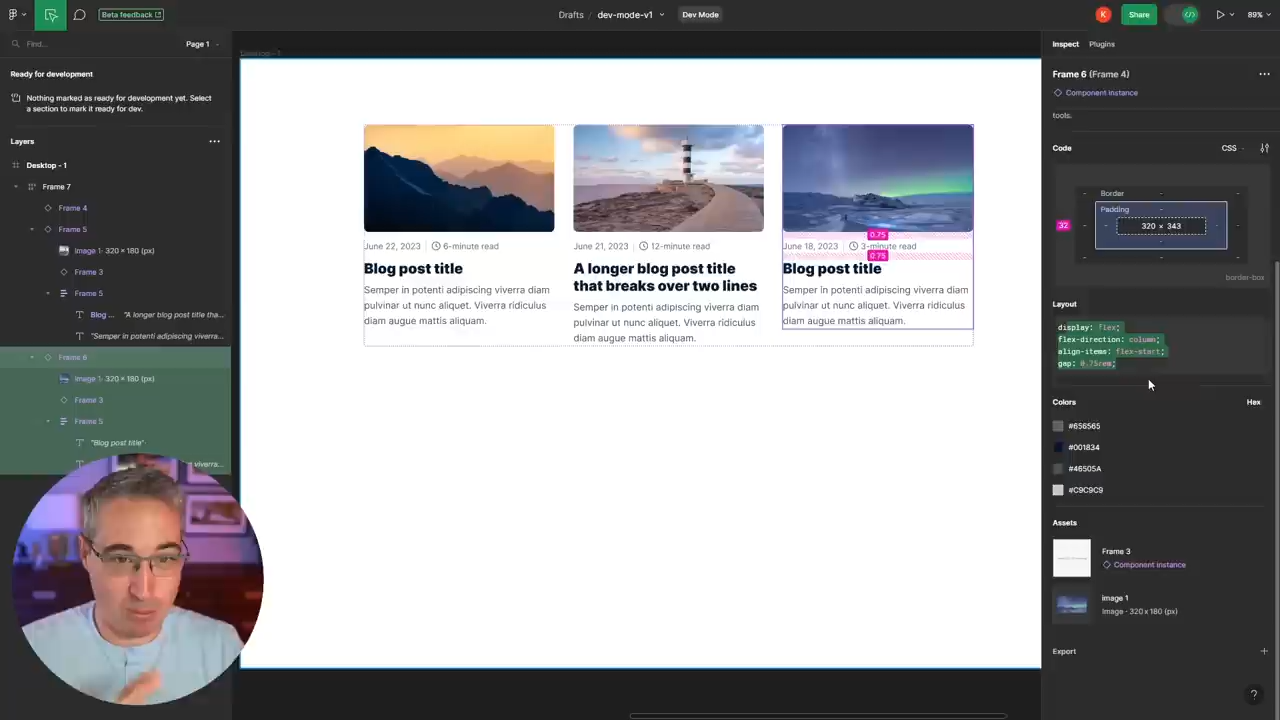 Beta feedback
Drafts / dev-mode-v1
Dev Mode
K
Share
89%
Find...
Page 1
Ready for development
Nothing marked as ready for development yet. Select
a section to mark it ready for dev.
Layers
Desktop - 1
Frame 7
Frame 4
Frame 5
Image 1 · 320 × 180 (px)
Frame 3
Frame 5
Blog ... "A longer blog post title tha...
"Semper in potenti adipiscing viverra...
Frame 6
Image 1 · 320 × 180 (px)
Frame 3
Frame 5
"Blog post title"
viverra...
Desktop - 1
June 22, 2023
6-minute read
Blog post title
Semper in potenti adipiscing viverra diam
pulvinar ut nunc aliquet. Viverra ridiculus
diam augue mattis aliquam.
June 21, 2023
12-minute read
A longer blog post title
that breaks over two lines
Semper in potenti adipiscing viverra diam
pulvinar ut nunc aliquet. Viverra ridiculus
diam augue mattis aliquam.
0.75
June 18, 2023
3-minute read
0.75
Blog post title
Semper in potenti adipiscing viverra diam
pulvinar ut nunc aliquet. Viverra ridiculus
diam augue mattis aliquam.
Inspect
Plugins
Frame 6 (Frame 4)
Component instance
tools.
Code
CSS
Border
-
Padding
-
32
-
-
320 × 343
-
-
-
-
border-box
Layout
display: flex;
flex-direction: column;
align-items: flex-start;
gap: 0.75rem;
Colors
Hex
#656565
#001834
#46505A
#C9C9C9
Assets
Frame 3
Component instance
image 1
Image · 320 × 180 (px)
Export
?